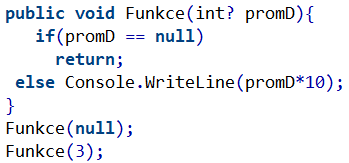 public void Funkce(int? promD){
if(promD == null)
return;
else Console.WriteLine(promD*10);
}
Funkce(null);
Funkce(3);